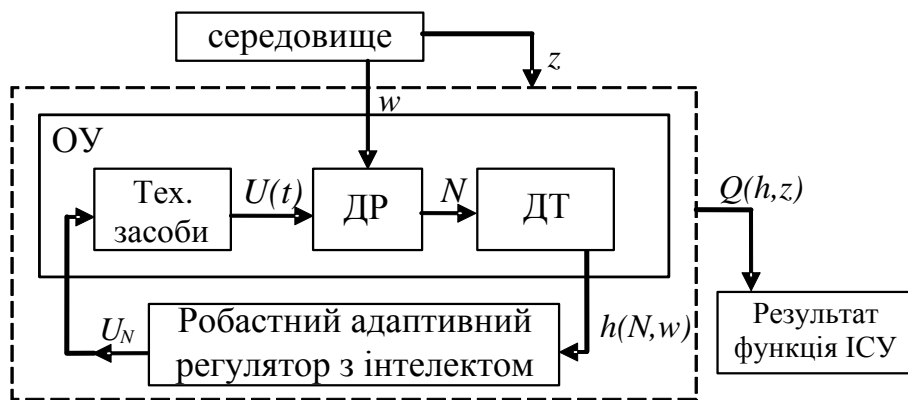 середовище
z
w
ОУ
Тех.
засоби
U(t)
ДР
N
ДТ
Q(h,z)
U_N
Робастний адаптивний
регулятор з інтелектом
h(N,w)
Результат
функція ІСУ